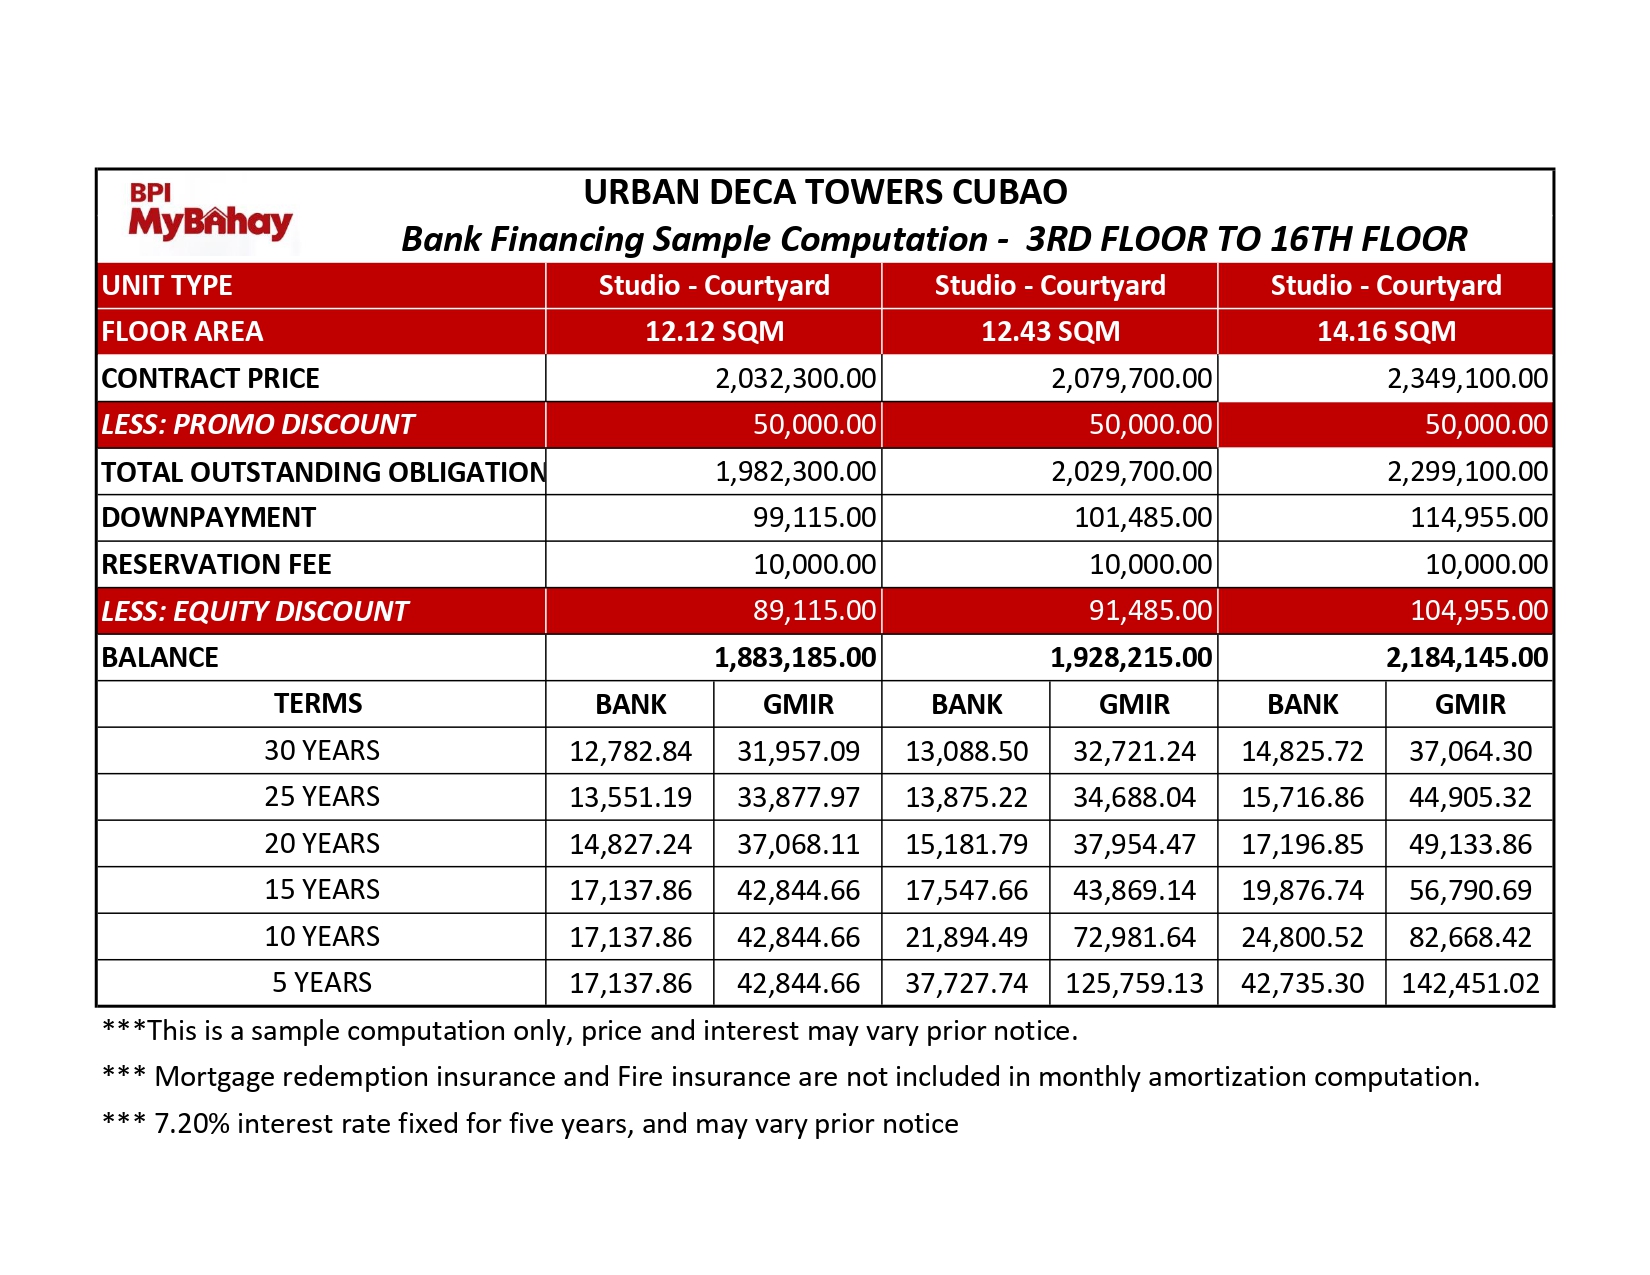 BPI
MyBahay
URBAN DECA TOWERS CUBAO
Bank Financing Sample Computation - 3RD FLOOR TO 16TH FLOOR
UNIT TYPE Studio - Courtyard Studio - Courtyard Studio - Courtyard
FLOOR AREA 12.12 SQM 12.43 SQM 14.16 SQM
CONTRACT PRICE 2,032,300.00 2,079,700.00 2,349,100.00
LESS: PROMO DISCOUNT 50,000.00 50,000.00 50,000.00
TOTAL OUTSTANDING OBLIGATION 1,982,300.00 2,029,700.00 2,299,100.00
DOWNPAYMENT 99,115.00 101,485.00 114,955.00
RESERVATION FEE 10,000.00 10,000.00 10,000.00
LESS: EQUITY DISCOUNT 89,115.00 91,485.00 104,955.00
BALANCE 1,883,185.00 1,928,215.00 2,184,145.00
TERMS BANK GMIR BANK GMIR BANK GMIR
30 YEARS 12,782.84 31,957.09 13,088.50 32,721.24 14,825.72 37,064.30
25 YEARS 13,551.19 33,877.97 13,875.22 34,688.04 15,716.86 44,905.32
20 YEARS 14,827.24 37,068.11 15,181.79 37,954.47 17,196.85 49,133.86
15 YEARS 17,137.86 42,844.66 17,547.66 43,869.14 19,876.74 56,790.69
10 YEARS 17,137.86 42,844.66 21,894.49 72,981.64 24,800.52 82,668.42
5 YEARS 17,137.86 42,844.66 37,727.74 125,759.13 42,735.30 142,451.02
***This is a sample computation only, price and interest may vary prior notice.
*** Mortgage redemption insurance and Fire insurance are not included in monthly amortization computation.
*** 7.20% interest rate fixed for five years, and may vary prior notice